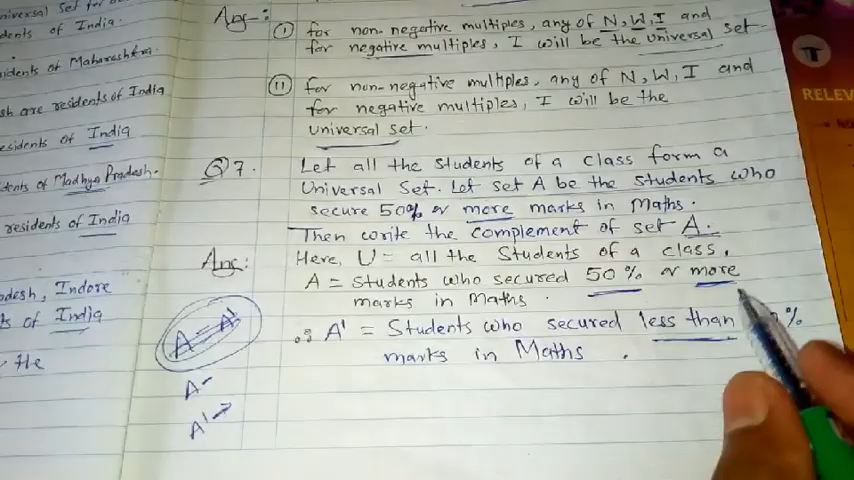 dents of India.
idents of Maharashtra.
sh are residents of India
esidents of India
dents of Madhya Pradesh.
residents of India
adesh, Indore
ts of India
the
Ans:
(i) for non-negative multiples, any of N, W, I and
for negative multiples, I will be the universal set
(ii) for non-negative multiples, any of N, W, I and
for negative multiples, I will be the
universal set.
Q7. Let all the students of a class form a
Universal Set. Let set A be the students who
secure 50% or more marks in Maths.
Then write the complement of set A.
Ans: Here, U = all the Students of a class.
A = Students who secured 50% or more
marks in Maths.
∴ A' = Students who secured less than %
marks in Maths.
A = A'
A-
A' →
RELEV